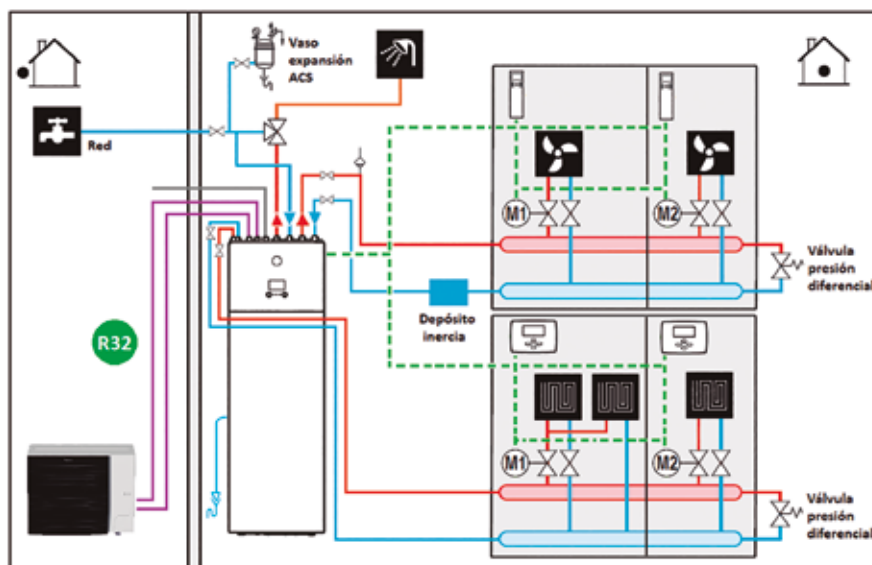 Vaso
expansión
ACS
Red
M1
M2
Válvula
presión
diferencial
Depósito
inercia
R32
M1
M2
Válvula
presión
diferencial